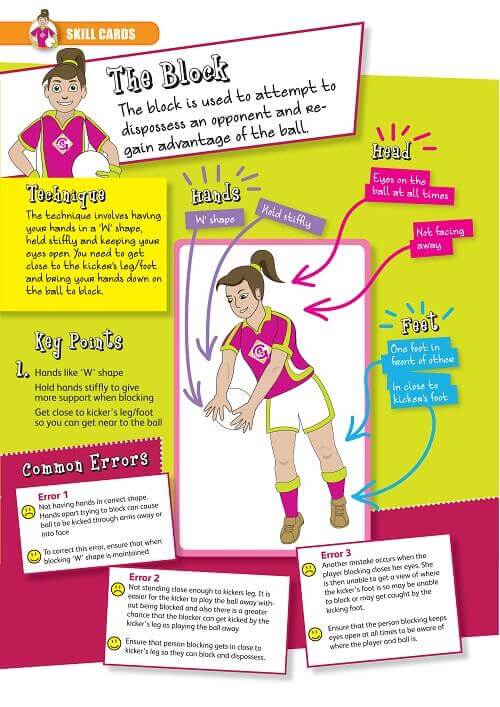 SKILL CARDS
The Block
The block is used to attempt to
dispossess an opponent and re-
gain advantage of the ball.
Technique
The technique involves having
your hands in a 'W' shape,
held stiffly and keeping your
eyes open. You need to get
close to the kicker's leg/foot
and bring your hands down on
the ball to block.
Hands
W' shape
Hold stiffly
Head
Eyes on the
ball at all times
Not facing
away
Feet
One foot in
front of other
In close to
kicker's foot
Key Points
1. Hands like 'W' shape
Hold hands stiffly to give
more support when blocking
Get close to kicker's leg/foot
so you can get near to the ball
Common Errors
Error 1
Not having hands in correct shape.
Hands apart trying to block can cause
ball to be kicked through arms away or
into face
To correct this error, ensure that when
blocking 'W' shape is maintained
Error 2
Not standing close enough to kickers leg. It is
easier for the kicker to play the ball away with-
out being blocked and also there is a greater
chance that the blocker can get kicked by the
kicker's leg as playing the ball away
Ensure that person blocking gets in close to
kicker's leg so they can block and dispossess.
Error 3
Another mistake occurs when the
player blocking closes her eyes. She
is then unable to get a view of where
the kicker's foot is so may be unable
to block or may get caught by the
kicking foot.
Ensure that the person blocking keeps
eyes open at all times to be aware of
where the player and ball is.